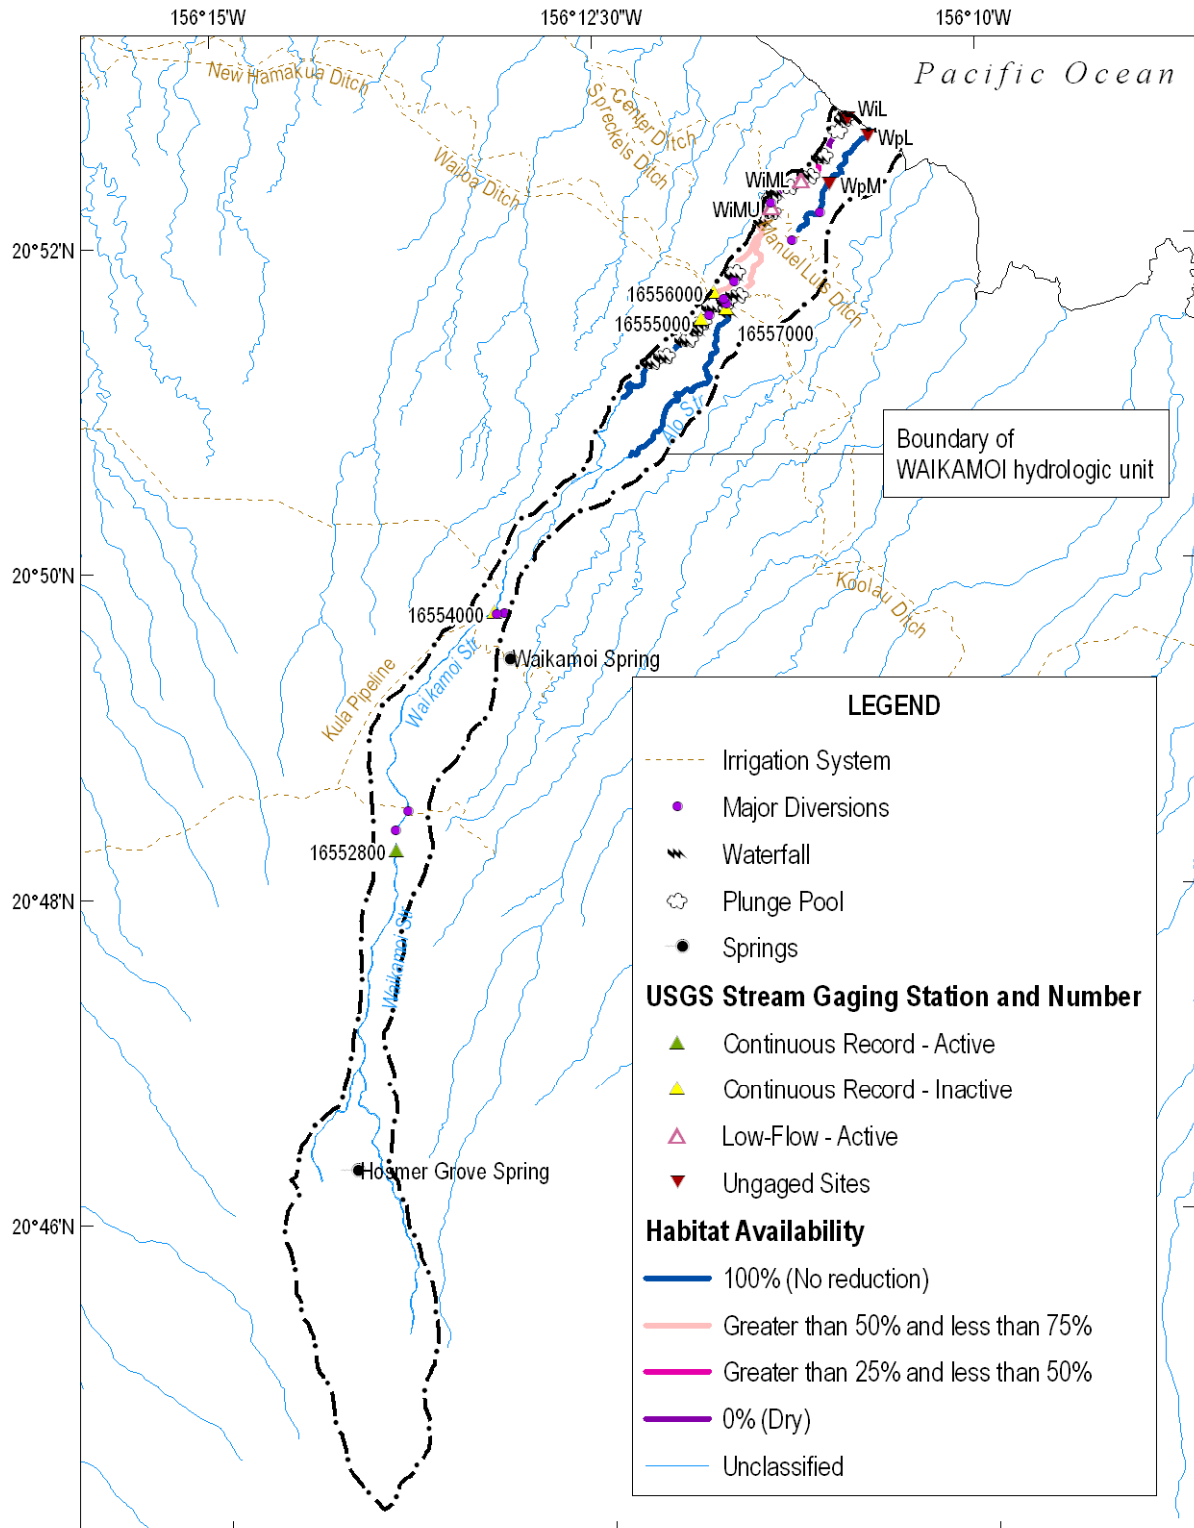 156°15'W
156°12'30"W
156°10'W
Pacific Ocean
New Hamakua Ditch
Center Ditch
Spreckels Ditch
Wailoa Ditch
WiL
WpL
WiML
WpM
WiMU
Manuel Luis Ditch
20°52'N
16556000
16555000
16557000
Alo Str
Boundary of
WAIKAMOI hydrologic unit
20°50'N
Koolau Ditch
16554000
Waikamoi Str
Waikamoi Spring
Kula Pipeline
16552800
20°48'N
Waikamoi Str
Hosmer Grove Spring
20°46'N
LEGEND
Irrigation System
Major Diversions
Waterfall
Plunge Pool
Springs
USGS Stream Gaging Station and Number
Continuous Record - Active
Continuous Record - Inactive
Low-Flow - Active
Ungaged Sites
Habitat Availability
100% (No reduction)
Greater than 50% and less than 75%
Greater than 25% and less than 50%
0% (Dry)
Unclassified